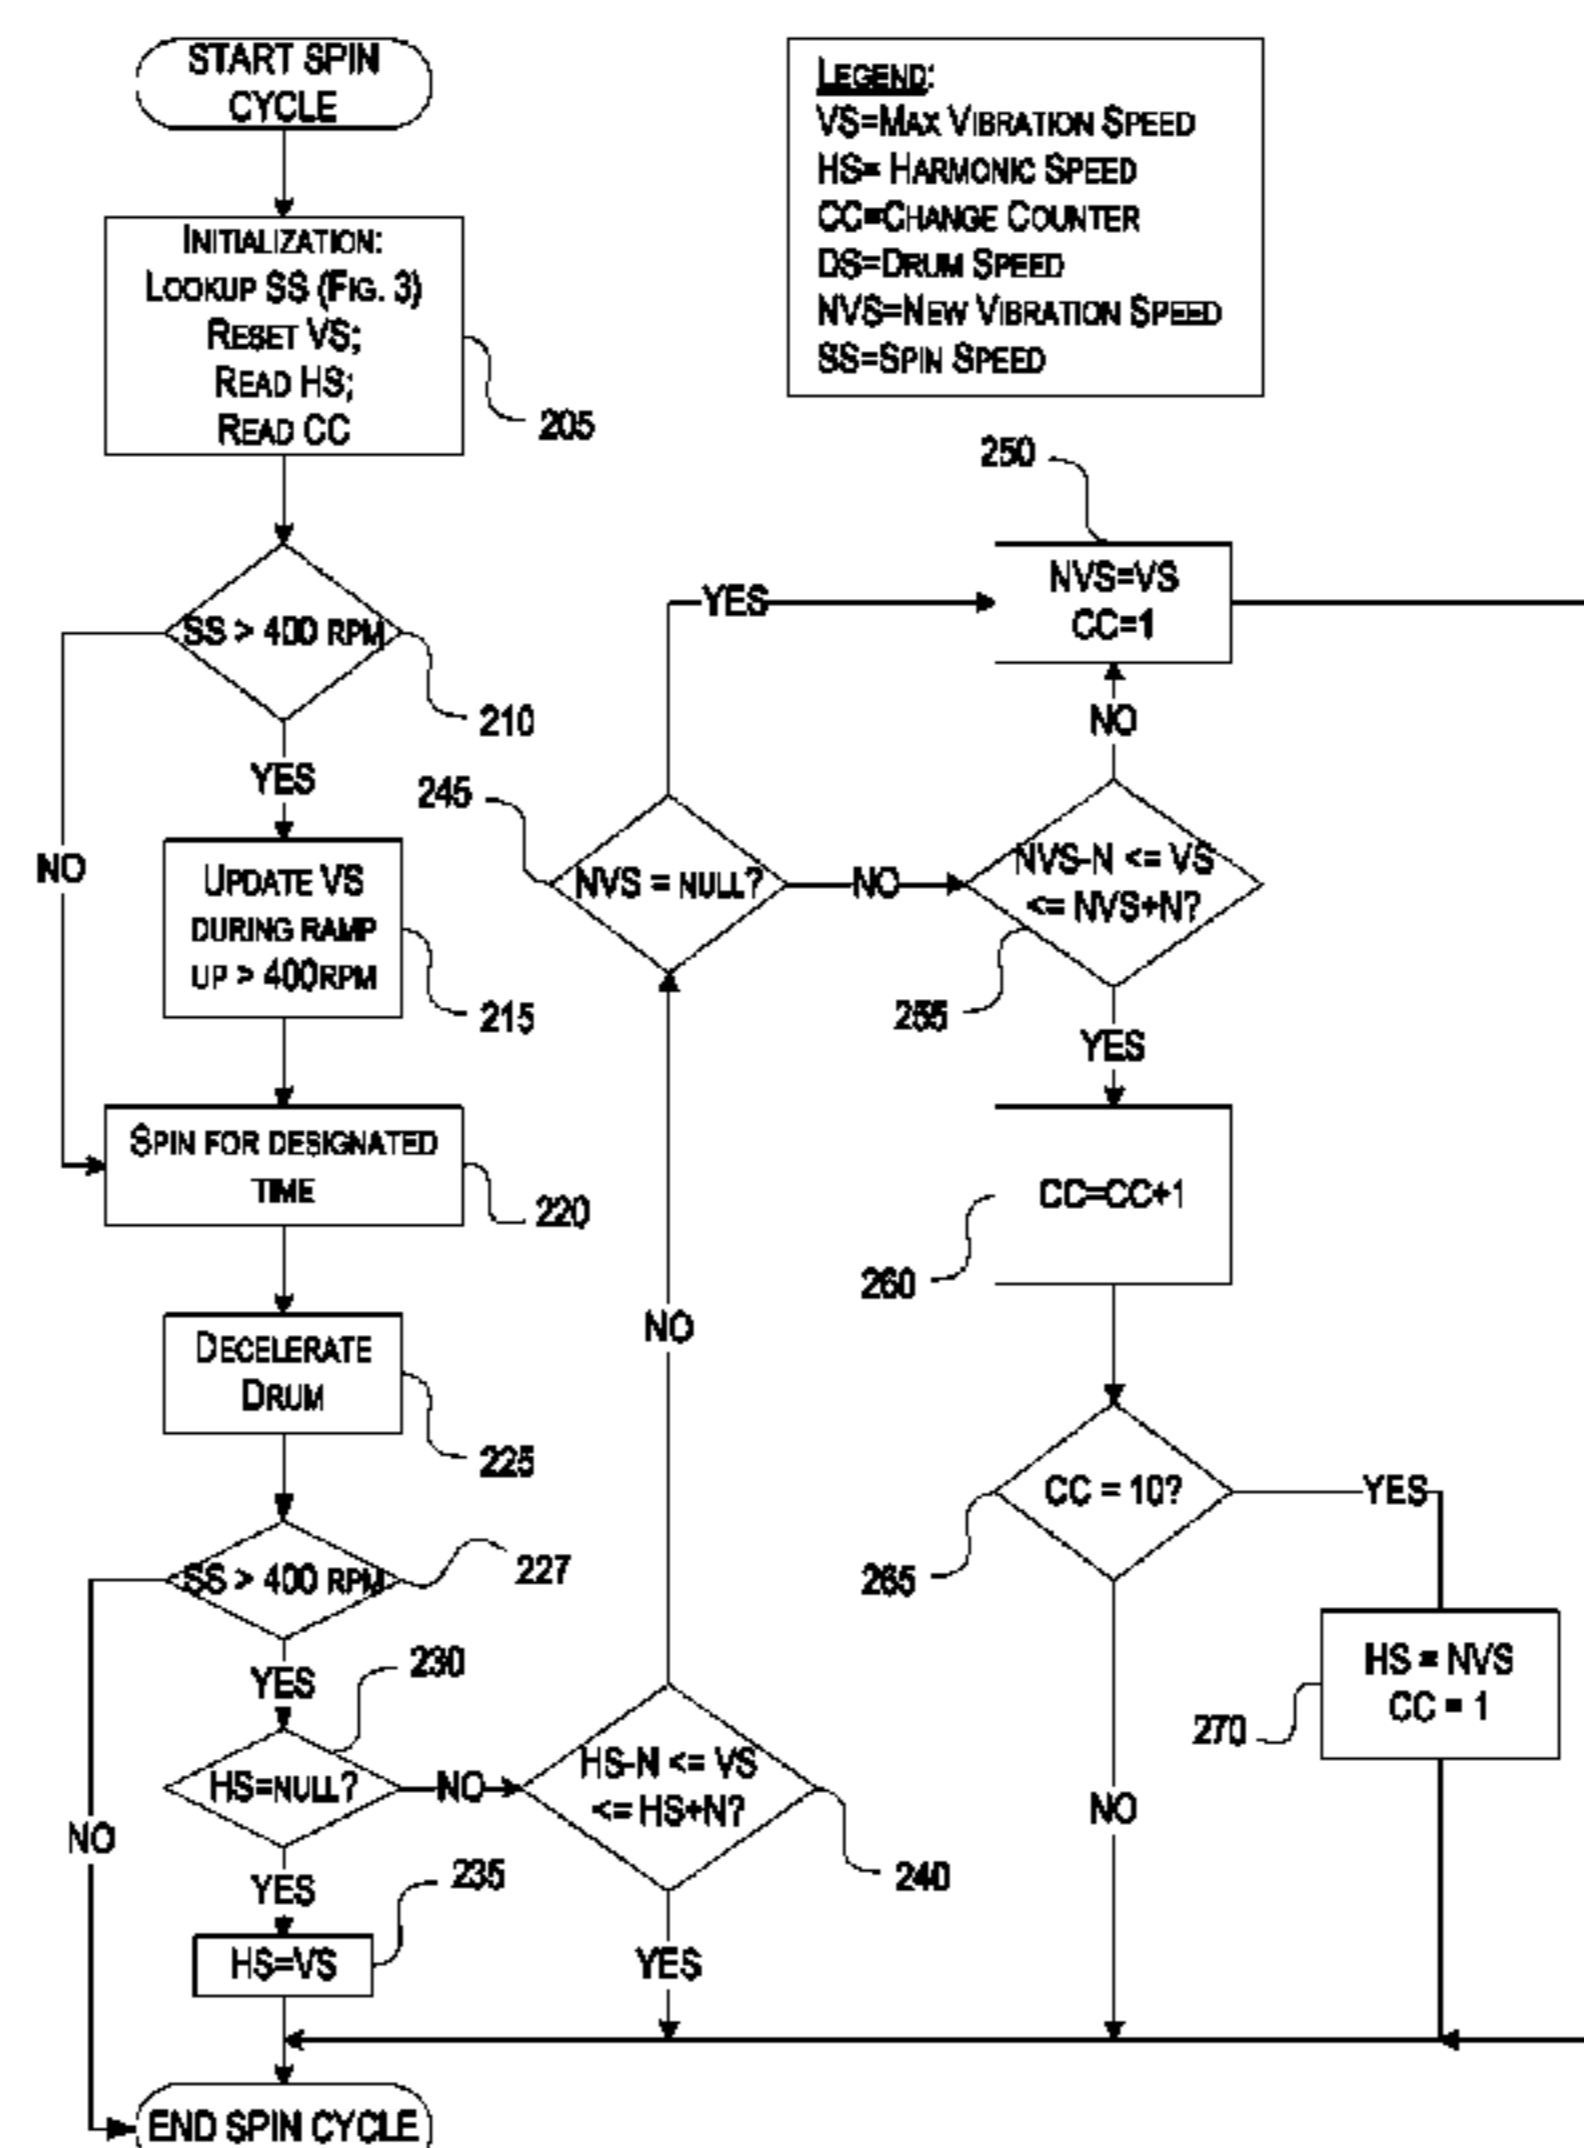 START SPIN
CYCLE
LEGEND:
VS=MAX VIBRATION SPEED
HS= HARMONIC SPEED
CC=CHANGE COUNTER
DS=DRUM SPEED
NVS=NEW VIBRATION SPEED
SS=SPIN SPEED
INITIALIZATION:
LOOKUP SS (FIG. 3)
RESET VS;
READ HS;
READ CC
205
SS > 400 RPM
210
YES
NO
UPDATE VS
DURING RAMP
UP > 400RPM
215
SPIN FOR DESIGNATED
TIME
220
DECELERATE
DRUM
225
SS > 400 RPM
227
YES
NO
230
HS=NULL?
NO
YES
235
HS=VS
END SPIN CYCLE
HS-N <= VS
<= HS+N?
240
YES
NO
245
NVS = NULL?
YES
NO
250
NVS=VS
CC=1
NO
NVS-N <= VS
<= NVS+N?
255
YES
CC=CC+1
260
CC = 10?
265
YES
NO
HS = NVS
CC = 1
270